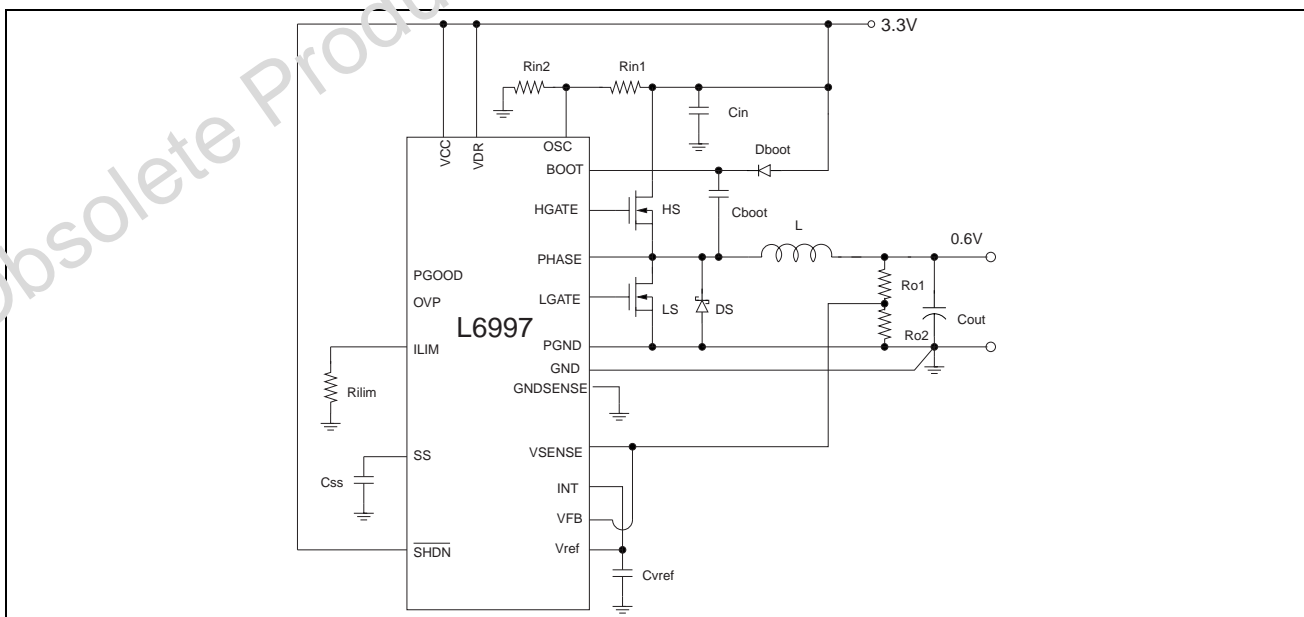 Obsolete Produ
3.3V
Rin2
Rin1
Cin
VCC
VDR
OSC
Dboot
BOOT
Cboot
HGATE
HS
L
0.6V
PHASE
PGOOD
Ro1
OVP
LGATE
LS
DS
Cout
L6997
Ro2
ILIM
PGND
GND
Rilim
GNDSENSE
SS
VSENSE
Css
INT
VFB
SHDN
Vref
Cvref